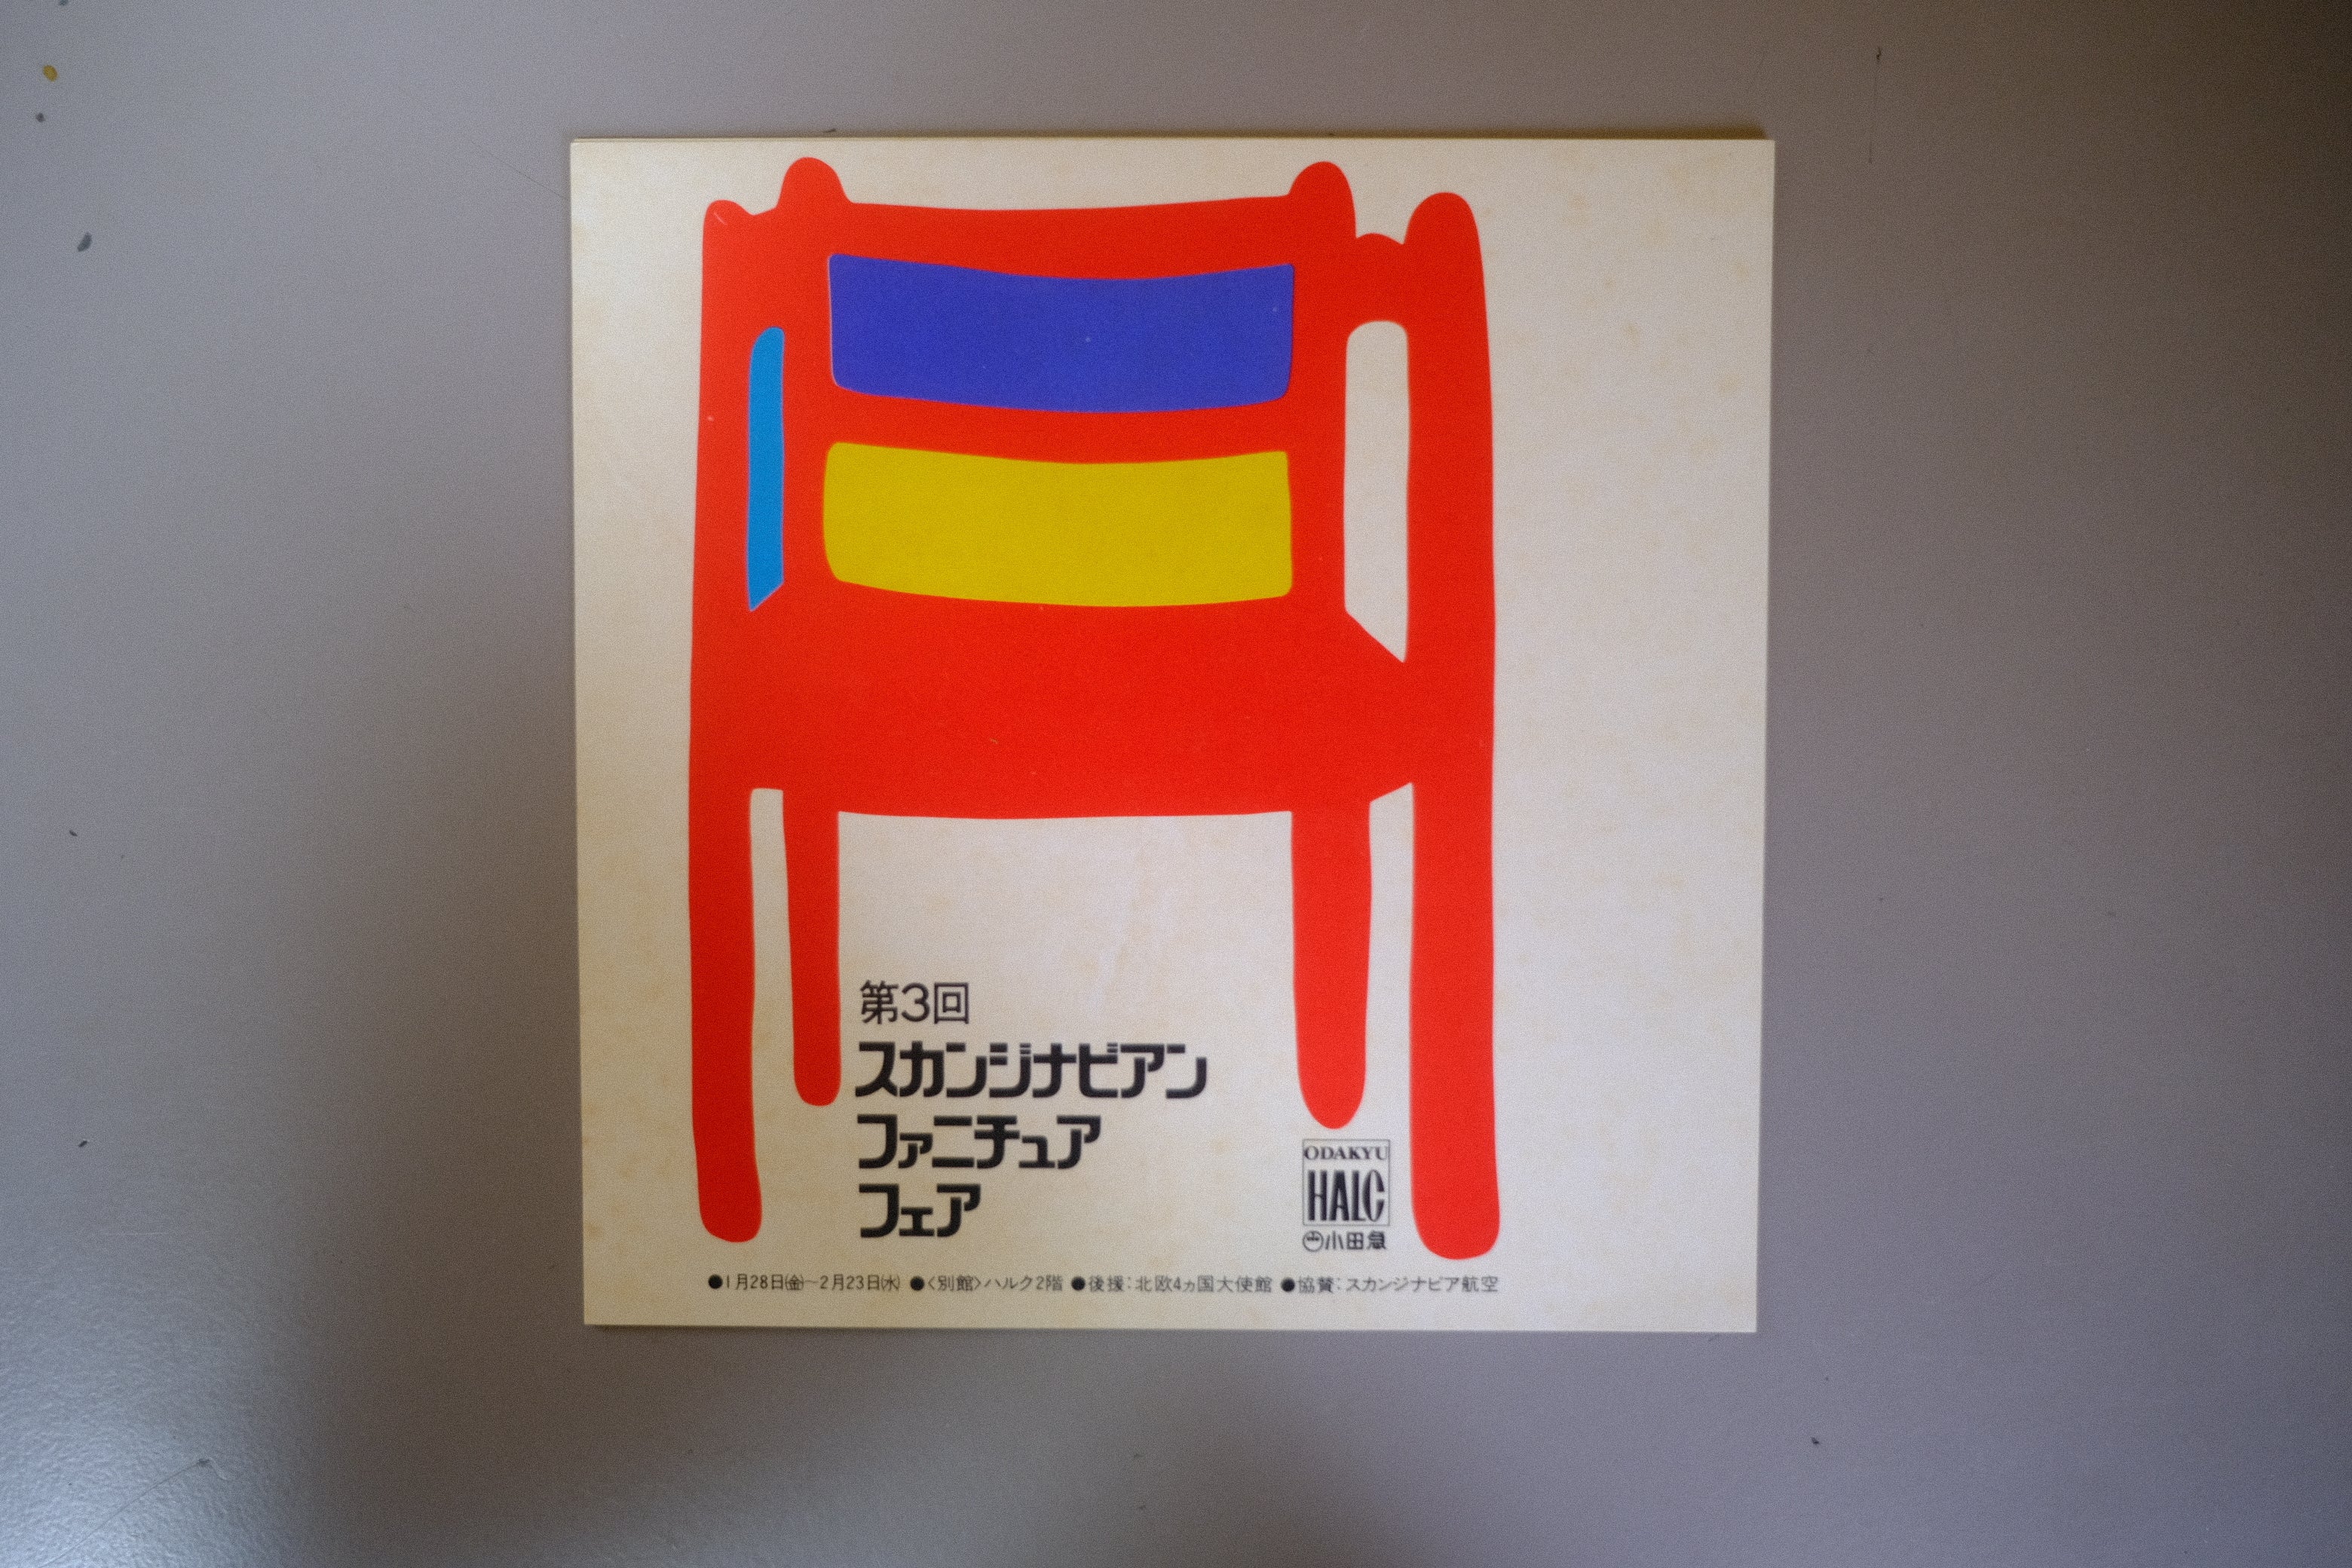 第3回
スカンジナビアン
ファニチュア
フェア
ODAKYU
HALC
小田急
●1月28日㈮〜2月23日㈬ ●〈別館〉ハルク2階 ●後援:北欧4ヵ国大使館 ●協賛:スカンジナビア航空